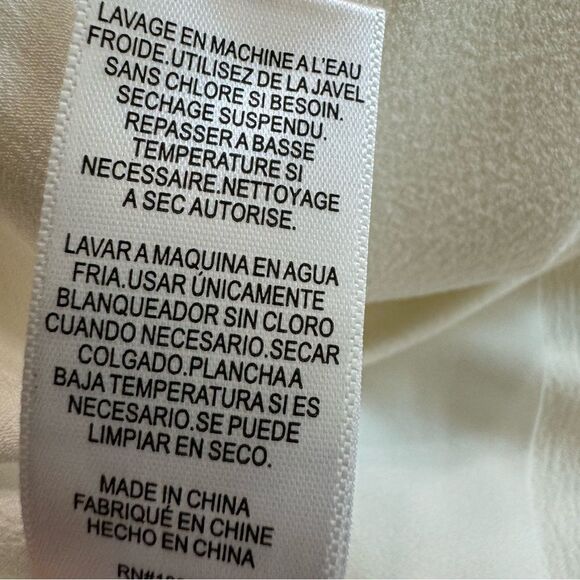 LAVAGE EN MACHINE A L'EAU
FROIDE.UTILISEZ DE LA JAVEL
SANS CHLORE SI BESOIN.
SECHAGE SUSPENDU.
REPASSER A BASSE
TEMPERATURE SI
NECESSAIRE.NETTOYAGE
A SEC AUTORISE.
LAVAR A MAQUINA EN AGUA
FRIA.USAR ÚNICAMENTE
BLANQUEADOR SIN CLORO
CUANDO NECESARIO.SECAR
COLGADO.PLANCHA A
BAJA TEMPERATURA SI ES
NECESARIO.SE PUEDE
LIMPIAR EN SECO.
MADE IN CHINA
FABRIQUÉ EN CHINE
HECHO EN CHINA